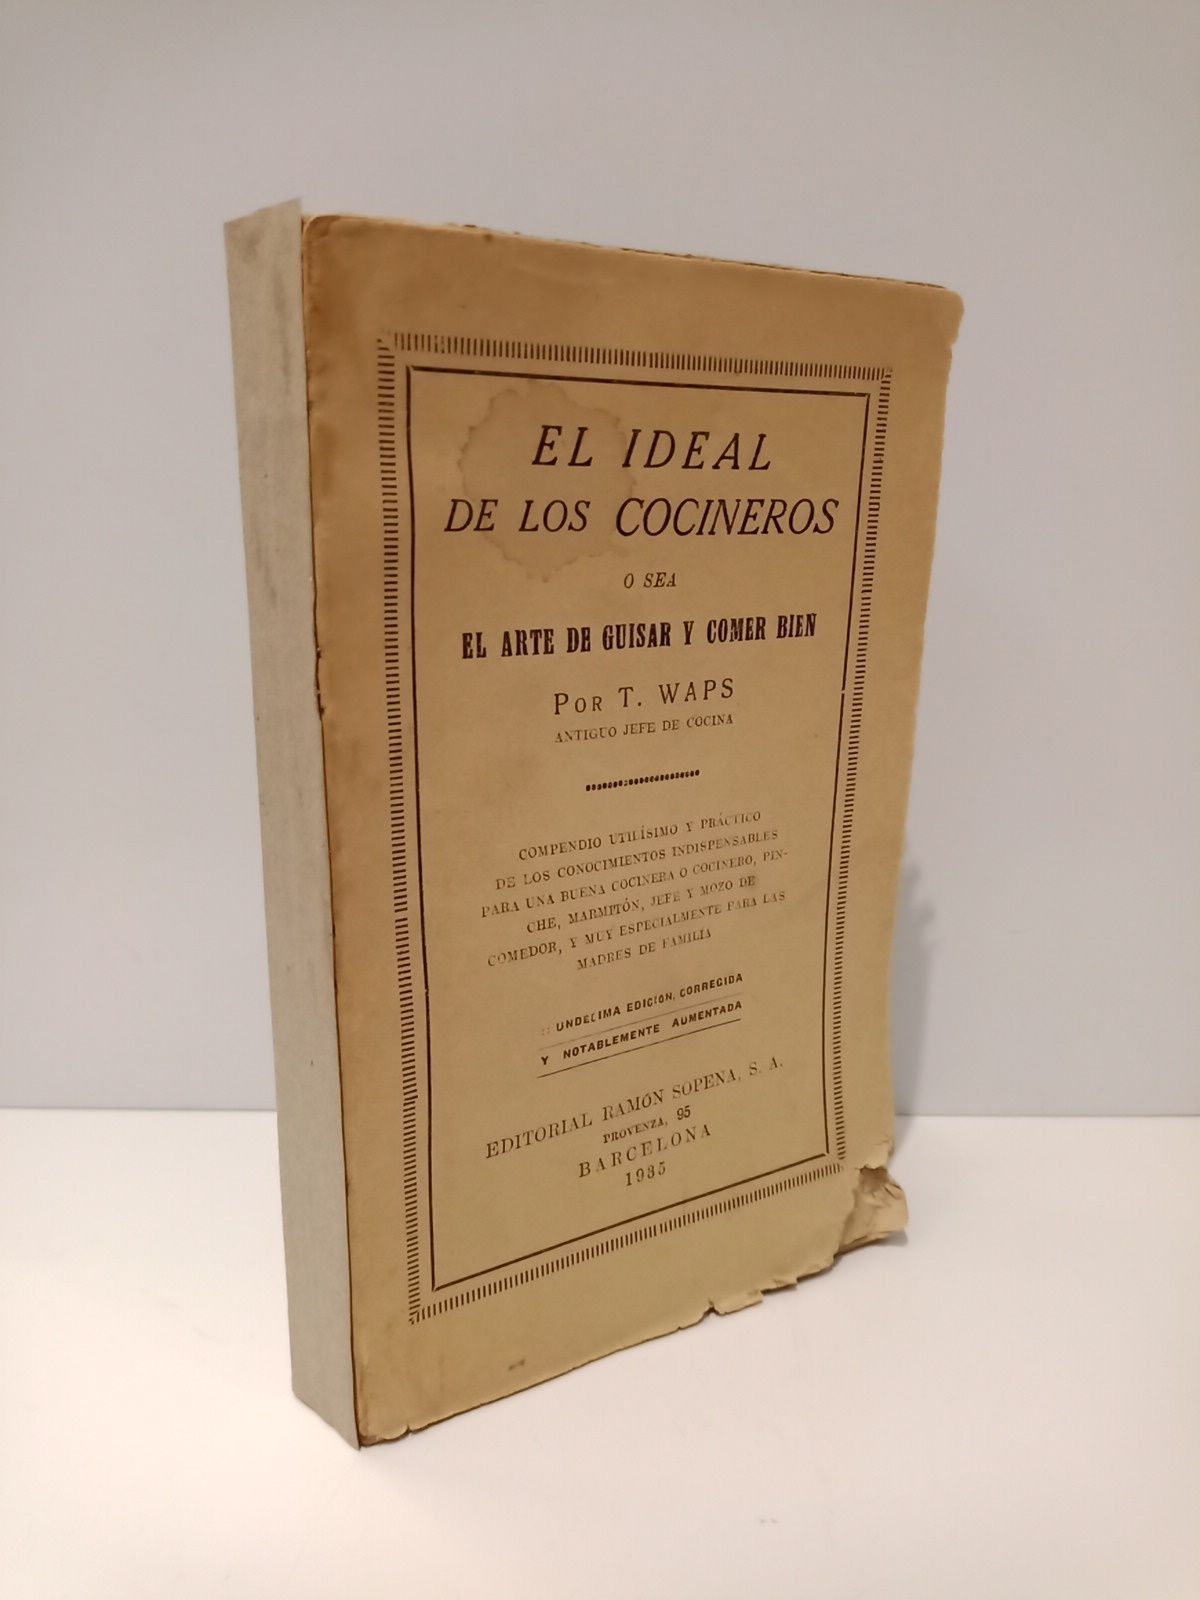 EL IDEAL
DE LOS COCINEROS
O SEA
EL ARTE DE GUISAR Y COMER BIEN
POR T. WAPS
ANTIGUO JEFE DE COCINA
COMPENDIO UTILÍSIMO Y PRÁCTICO
DE LOS CONOCIMIENTOS INDISPENSABLES
PARA UNA BUENA COCINERA O COCINERO, PIN-
CHE, MARMITÓN, JEFE Y MOZO DE
COMEDOR, Y MUY ESPECIALMENTE PARA LAS
MADRES DE FAMILIA
:: UNDECIMA EDICION, CORREGIDA
Y NOTABLEMENTE AUMENTADA
EDITORIAL RAMÓN SOPENA, S. A.
PROVENZA, 95
BARCELONA
1935